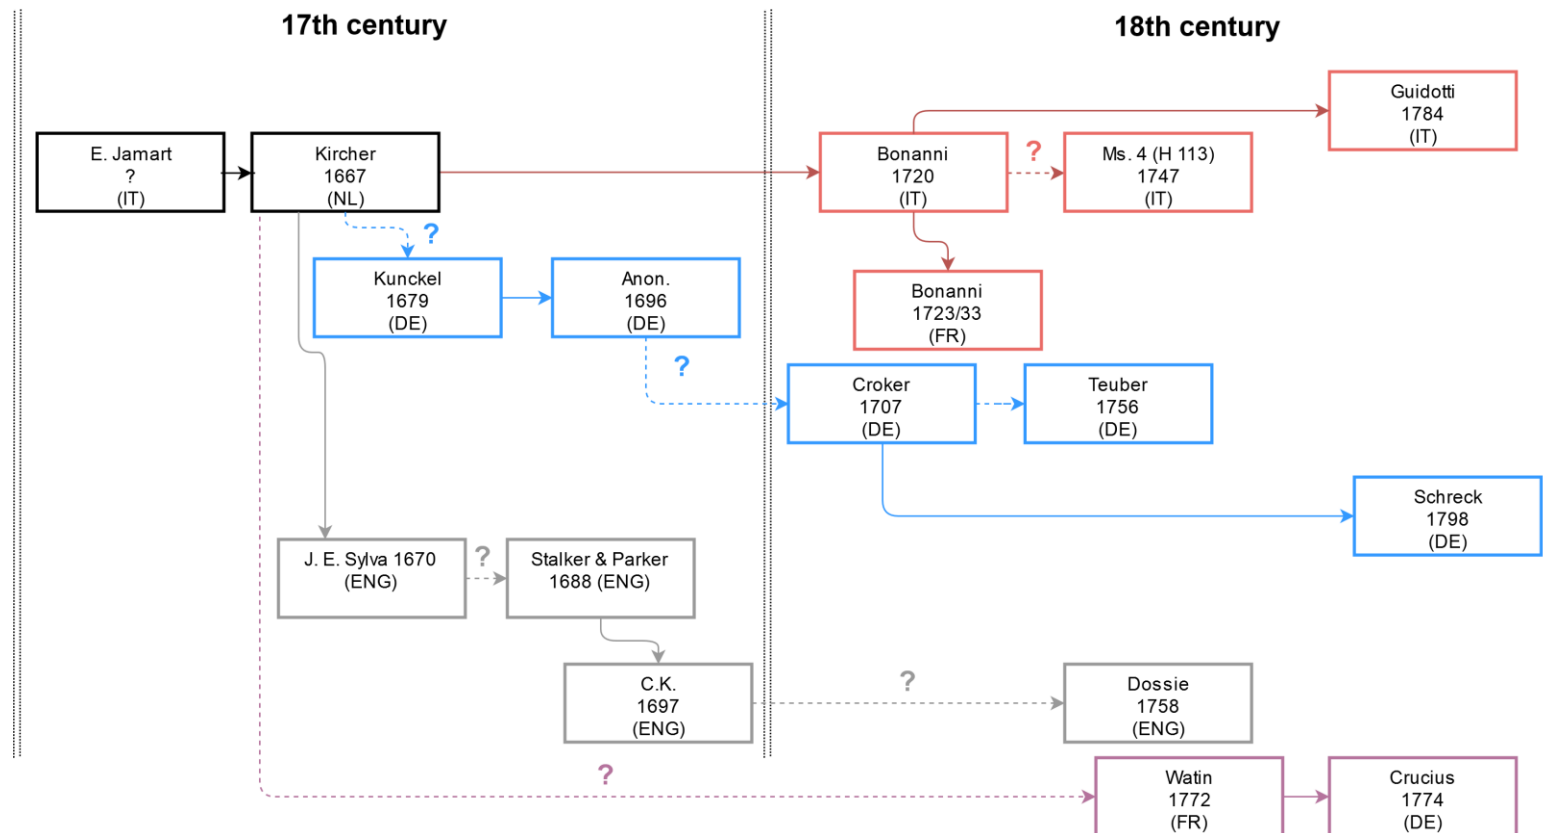 17th century
18th century
Guidotti
1784
(IT)
E. Jamart
?
(IT)
Kircher
1667
(NL)
Bonanni
1720
(IT)
?
Ms. 4 (H 113)
1747
(IT)
?
Kunckel
1679
(DE)
Anon.
1696
(DE)
Bonanni
1723/33
(FR)
?
Croker
1707
(DE)
Teuber
1756
(DE)
Schreck
1798
(DE)
J. E. Sylva 1670
(ENG)
?
Stalker & Parker
1688 (ENG)
C.K.
1697
(ENG)
?
Dossie
1758
(ENG)
?
Watin
1772
(FR)
Crucius
1774
(DE)